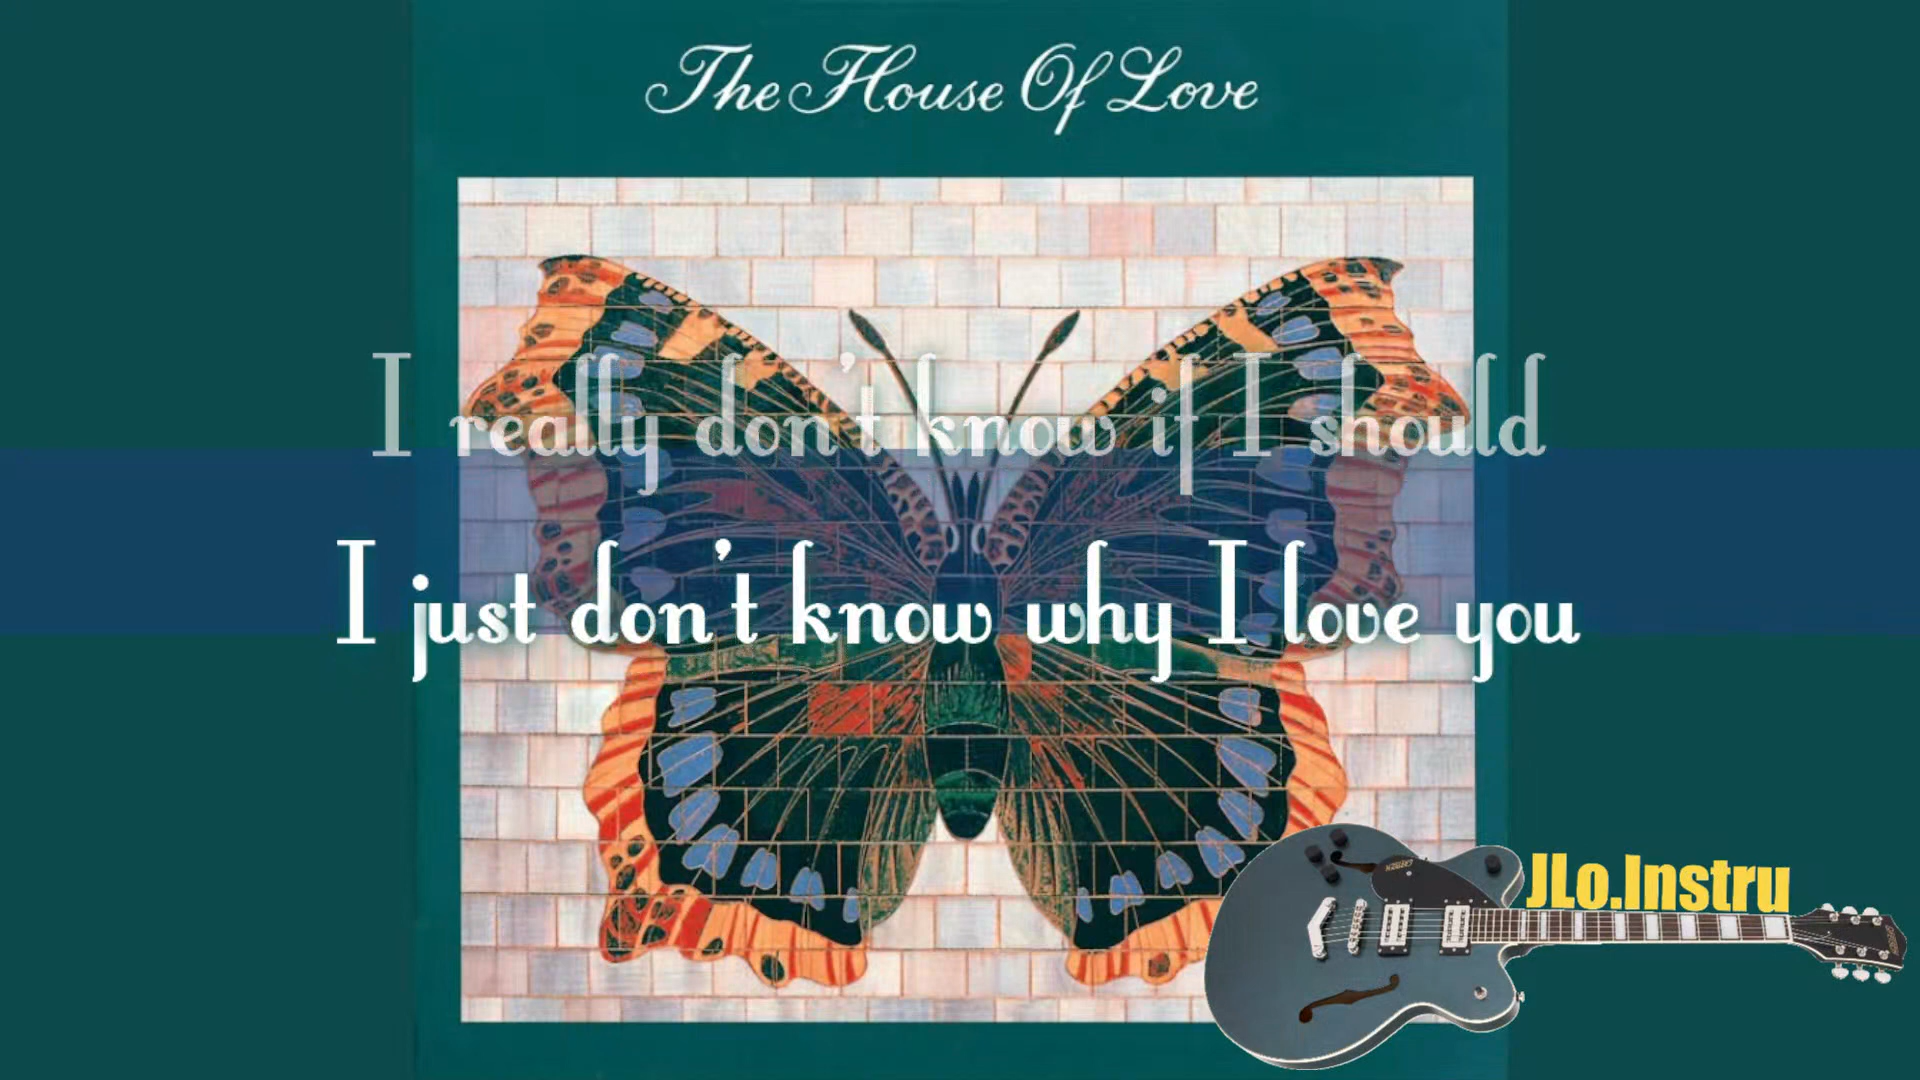 The House Of Love
I really don't know if I should
I just don't know why I love you
JLo.Instru